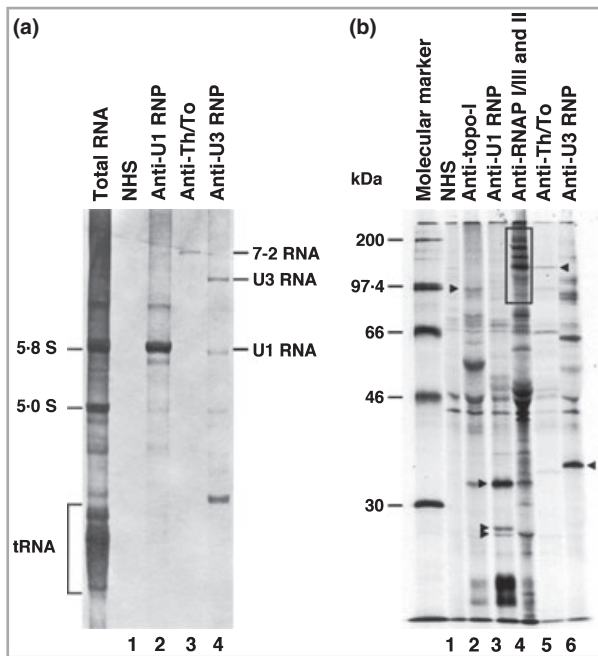 (a)
Total RNA
NHS
Anti-U1 RNP
Anti-Th/To
Anti-U3 RNP
7-2 RNA
U3 RNA
U1 RNA
5·8 S
5·0 S
tRNA
1 2 3 4
(b)
kDa
Molecular marker
NHS
Anti-topo-I
Anti-U1 RNP
Anti-RNAP I/III and II
Anti-Th/To
Anti-U3 RNP
200
97·4
66
46
30
1 2 3 4 5 6